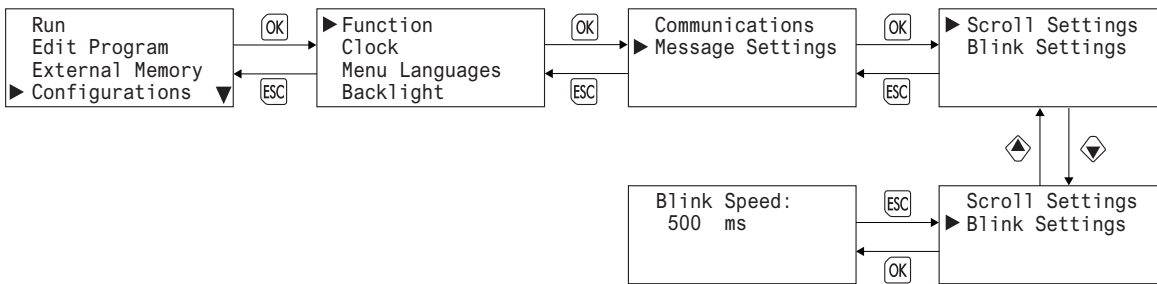 Run
Edit Program
External Memory
Configurations
OK
ESC
Function
Clock
Menu Languages
Backlight
OK
ESC
Communications
Message Settings
OK
ESC
Scroll Settings
Blink Settings
Blink Speed:
500 ms
ESC
OK
Scroll Settings
Blink Settings